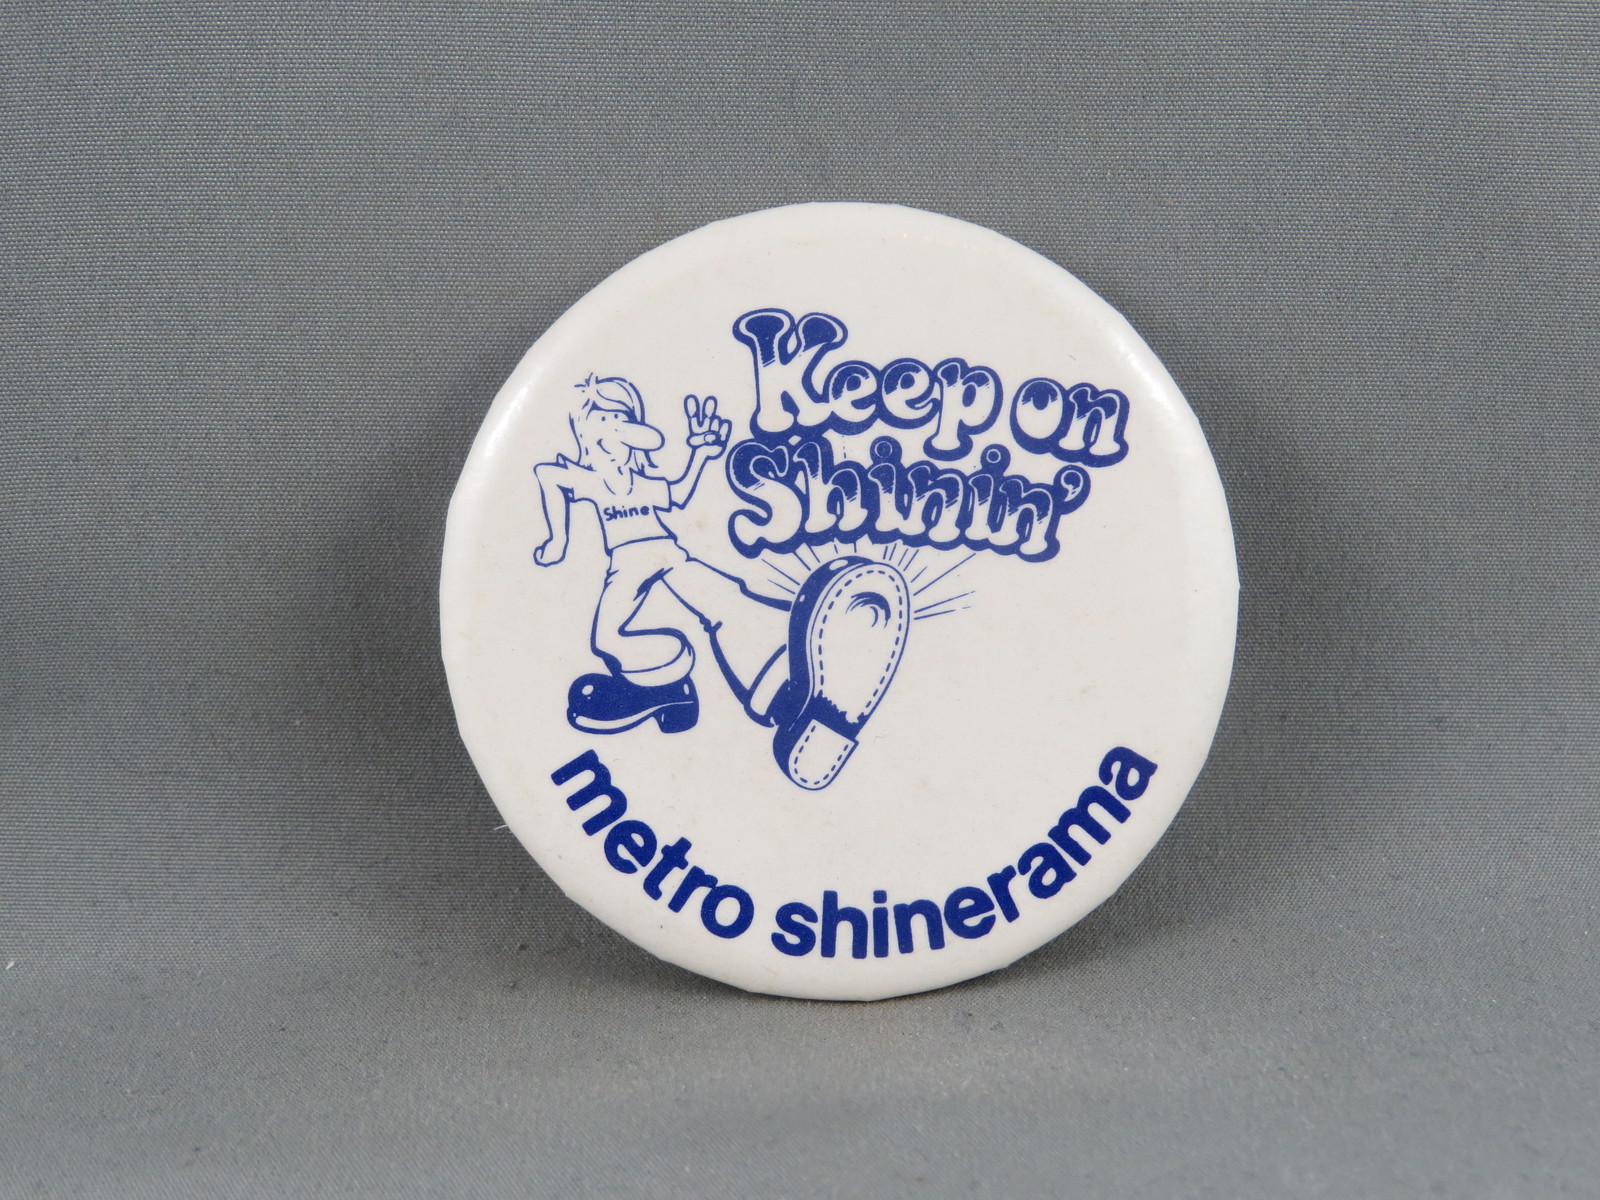 Keep on
Shinin'
Shine
metro shinerama